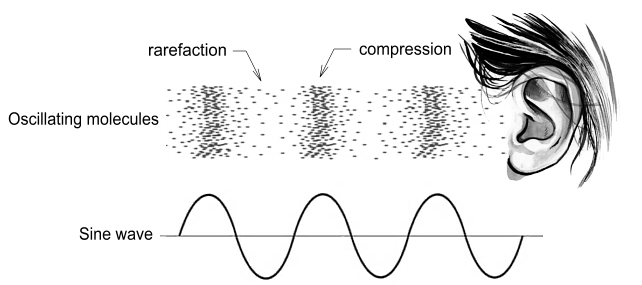 rarefaction
compression
Oscillating molecules
Sine wave